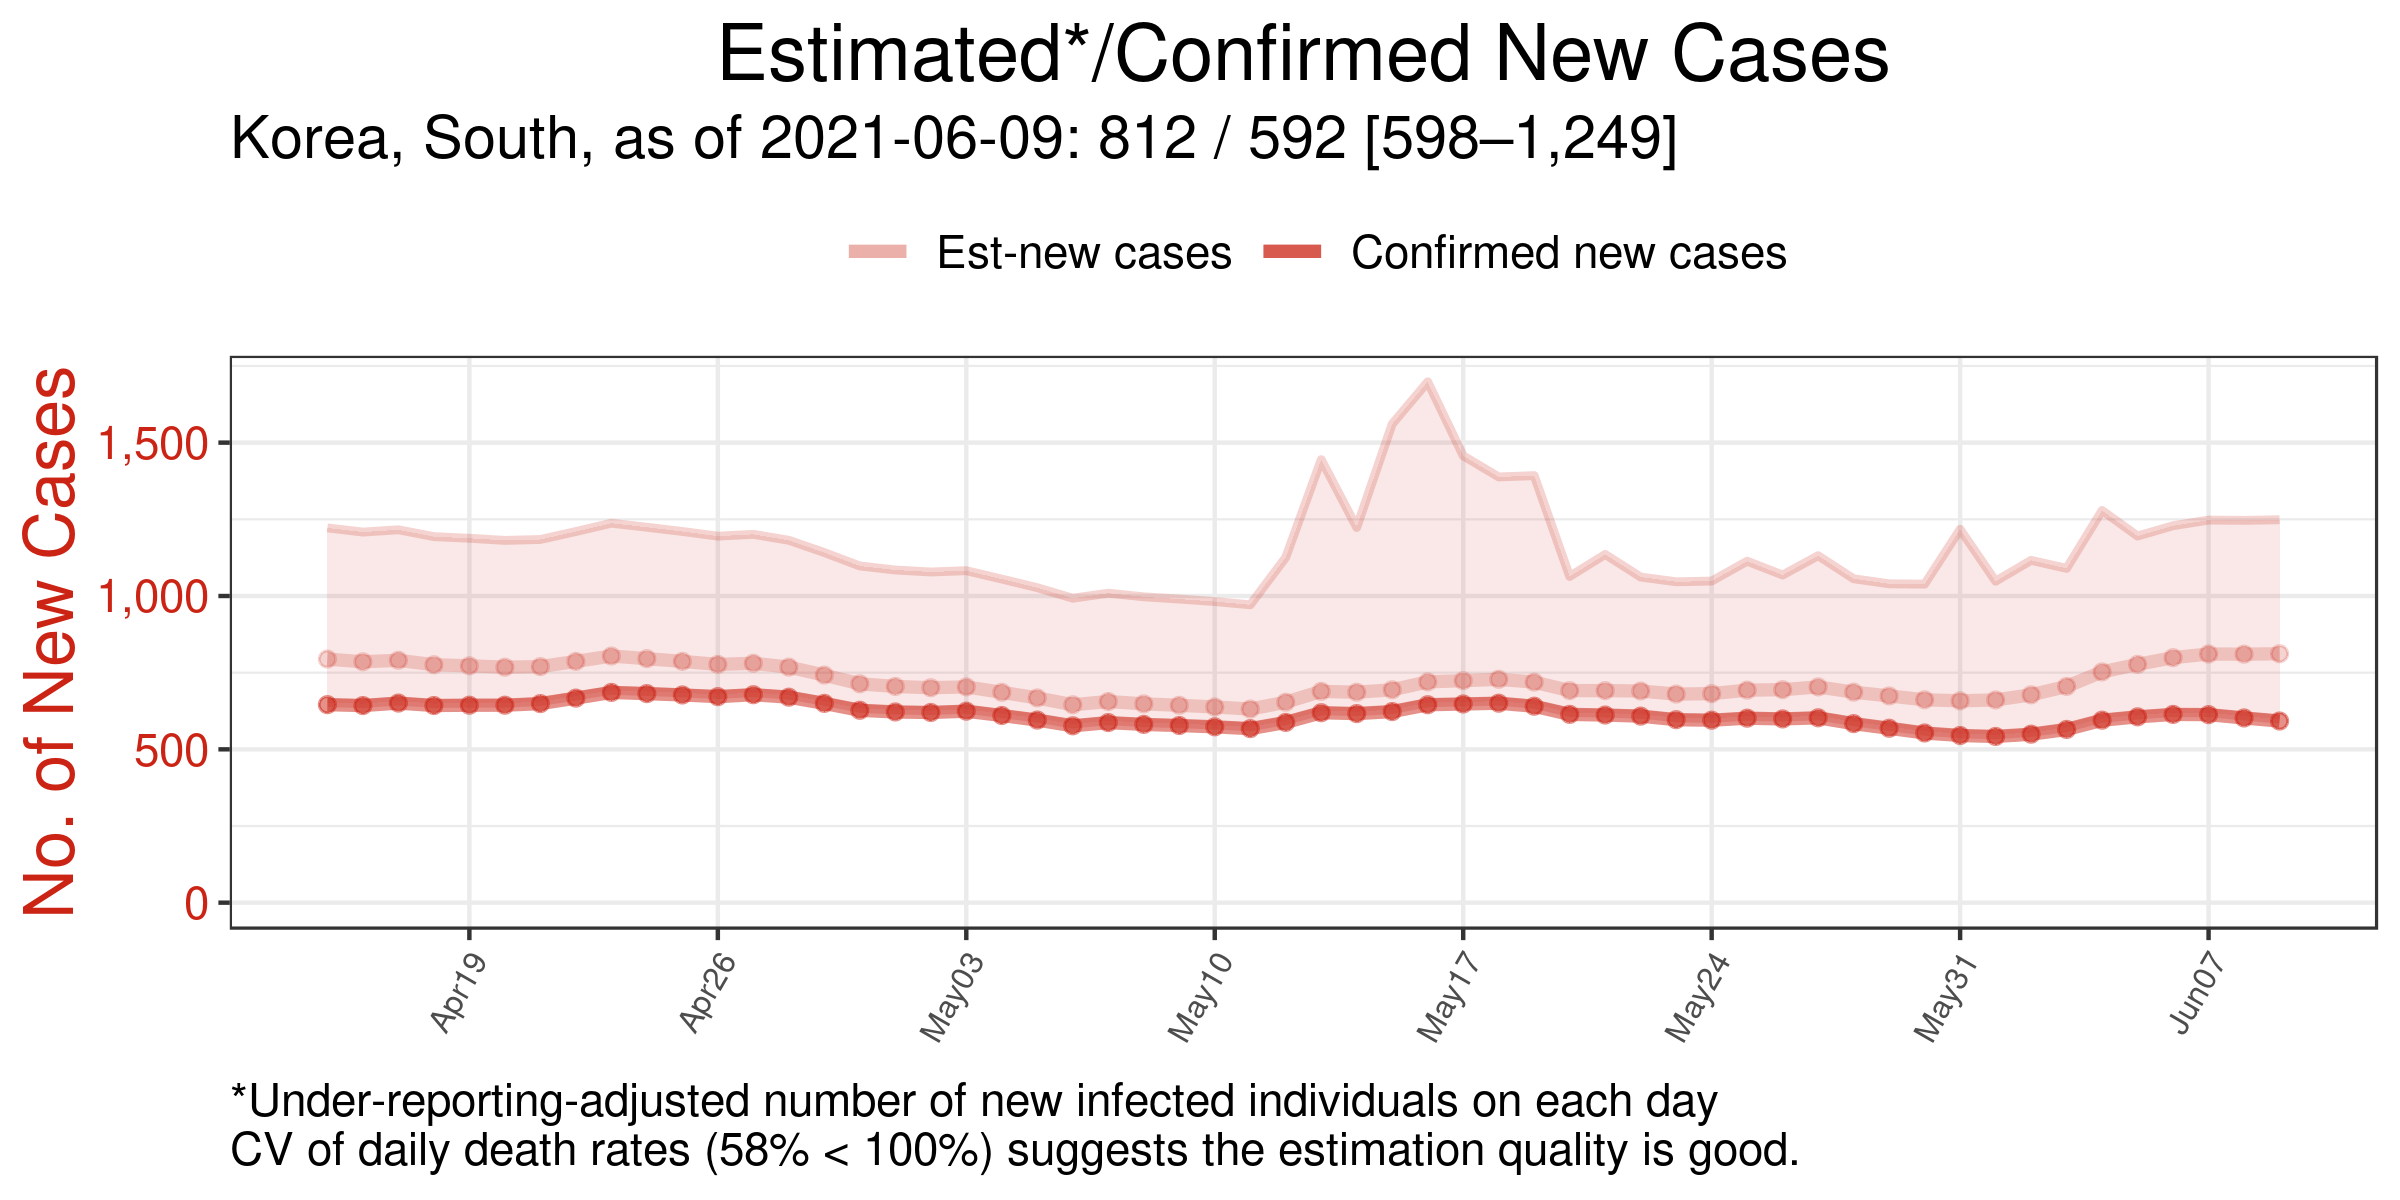 Estimated*/Confirmed New Cases
Korea, South, as of 2021-06-09: 812 / 592 [598–1,249]
Est-new cases
Confirmed new cases
No. of New Cases
1,500
1,000
500
0
Apr19
Apr26
May03
May10
May17
May24
May31
Jun07
*Under-reporting-adjusted number of new infected individuals on each day
CV of daily death rates (58% < 100%) suggests the estimation quality is good.